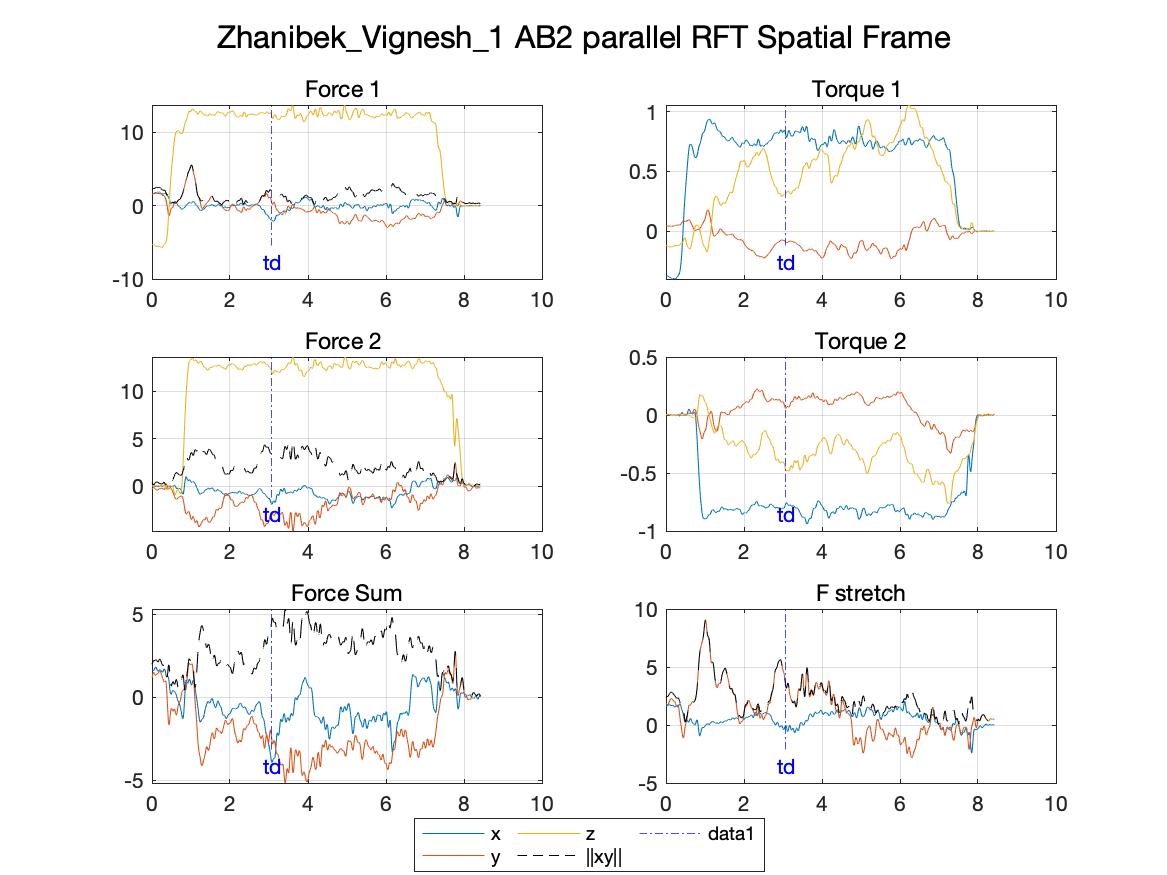 Zhanibek_Vignesh_1 AB2 parallel RFT Spatial Frame
Force 1
10
0
-10
td
0 2 4 6 8 10
Torque 1
1
0.5
0
td
0 2 4 6 8 10
Force 2
10
5
0
td
0 2 4 6 8 10
Torque 2
0.5
0
-0.5
-1
td
0 2 4 6 8 10
Force Sum
5
0
-5
td
0 2 4 6 8 10
F stretch
10
5
0
-5
td
0 2 4 6 8 10
x z data1
y ||xy||